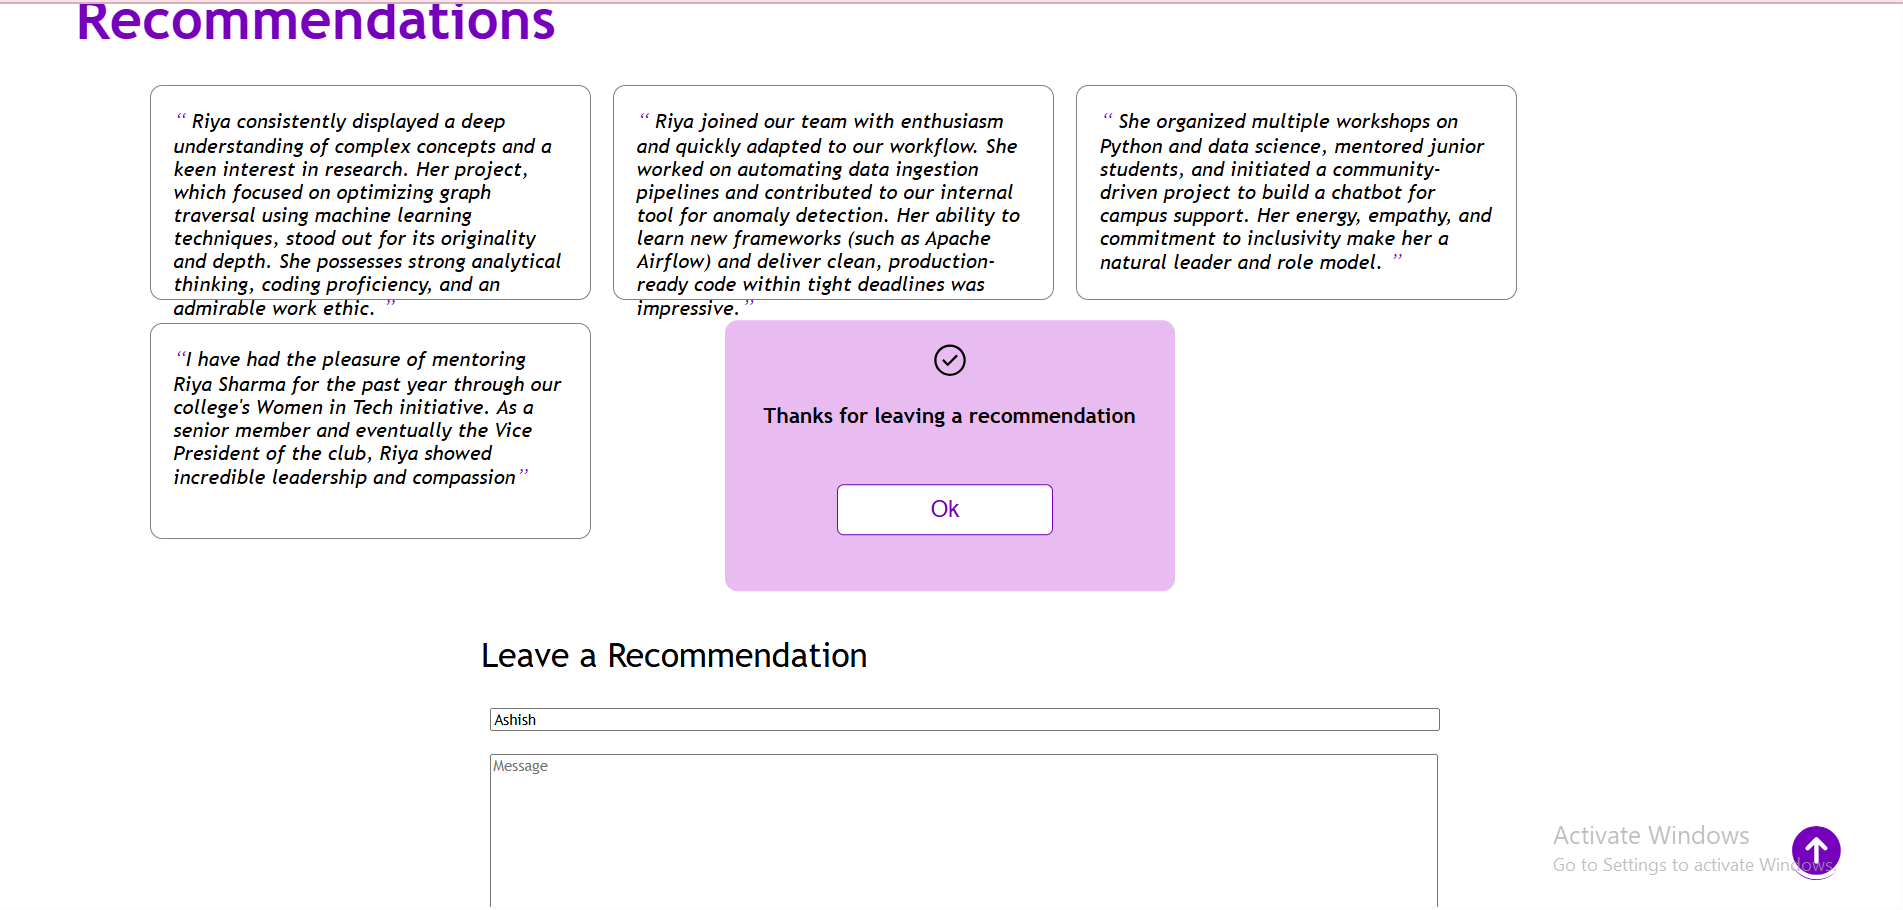 Recommendations
“ Riya consistently displayed a deep
understanding of complex concepts and a
keen interest in research. Her project,
which focused on optimizing graph
traversal using machine learning
techniques, stood out for its originality
and depth. She possesses strong analytical
thinking, coding proficiency, and an
admirable work ethic. ”
“ Riya joined our team with enthusiasm
and quickly adapted to our workflow. She
worked on automating data ingestion
pipelines and contributed to our internal
tool for anomaly detection. Her ability to
learn new frameworks (such as Apache
Airflow) and deliver clean, production-
ready code within tight deadlines was
impressive. ”
“ She organized multiple workshops on
Python and data science, mentored junior
students, and initiated a community-
driven project to build a chatbot for
campus support. Her energy, empathy, and
commitment to inclusivity make her a
natural leader and role model. ”
“I have had the pleasure of mentoring
Riya Sharma for the past year through our
college's Women in Tech initiative. As a
senior member and eventually the Vice
President of the club, Riya showed
incredible leadership and compassion”
Thanks for leaving a recommendation
Ok
Leave a Recommendation
Ashish
Message
Activate Windows
Go to Settings to activate Windows.